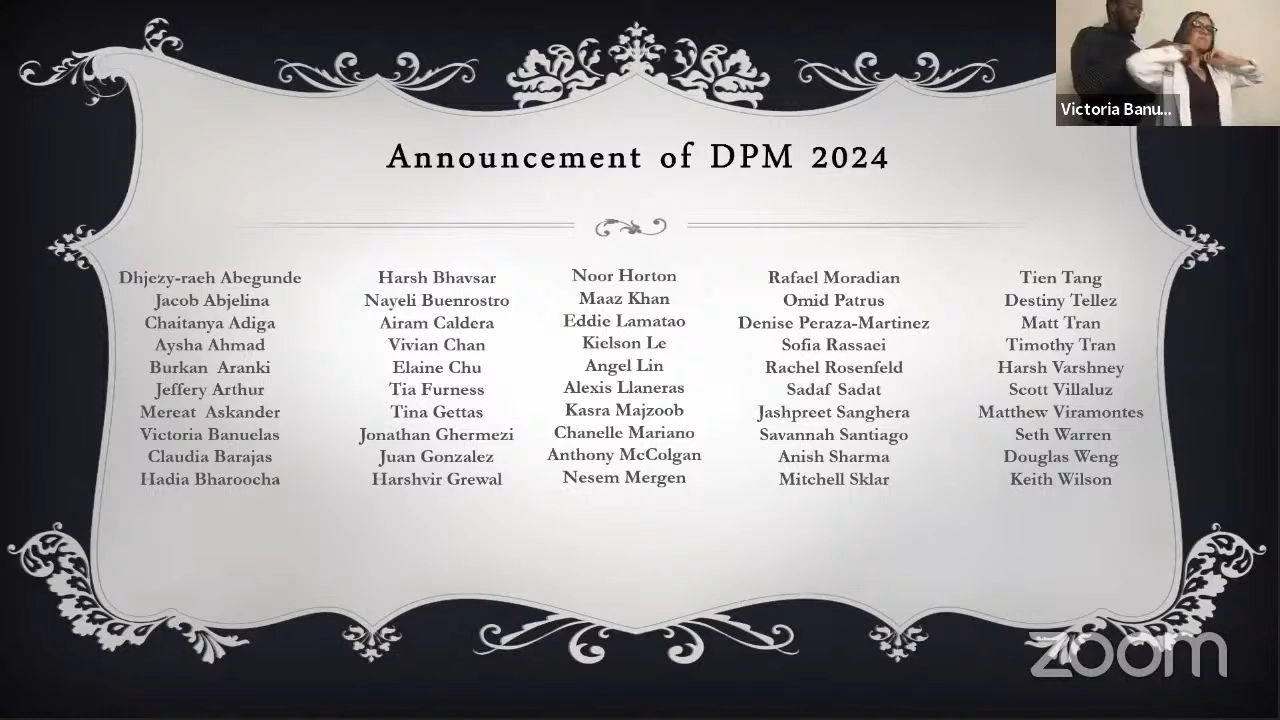 Victoria Banu...
Announcement of DPM 2024
Dhjezy-raeh Abegunde
Jacob Abjelina
Chaitanya Adiga
Aysha Ahmad
Burkan Aranki
Jeffery Arthur
Mereat Askander
Victoria Banuelas
Claudia Barajas
Hadia Bharoocha
Harsh Bhavsar
Nayeli Buenrostro
Airam Caldera
Vivian Chan
Elaine Chu
Tia Furness
Tina Gettas
Jonathan Ghermezi
Juan Gonzalez
Harshvir Grewal
Noor Horton
Maaz Khan
Eddie Lamatao
Kielson Le
Angel Lin
Alexis Llaneras
Kasra Majzoob
Chanelle Mariano
Anthony McColgan
Nesem Mergen
Rafael Moradian
Omid Patrus
Denise Peraza-Martinez
Sofia Rassaei
Rachel Rosenfeld
Sadaf Sadat
Jashpreet Sanghera
Savannah Santiago
Anish Sharma
Mitchell Sklar
Tien Tang
Destiny Tellez
Matt Tran
Timothy Tran
Harsh Varshney
Scott Villaluz
Matthew Viramontes
Seth Warren
Douglas Weng
Keith Wilson
zoom